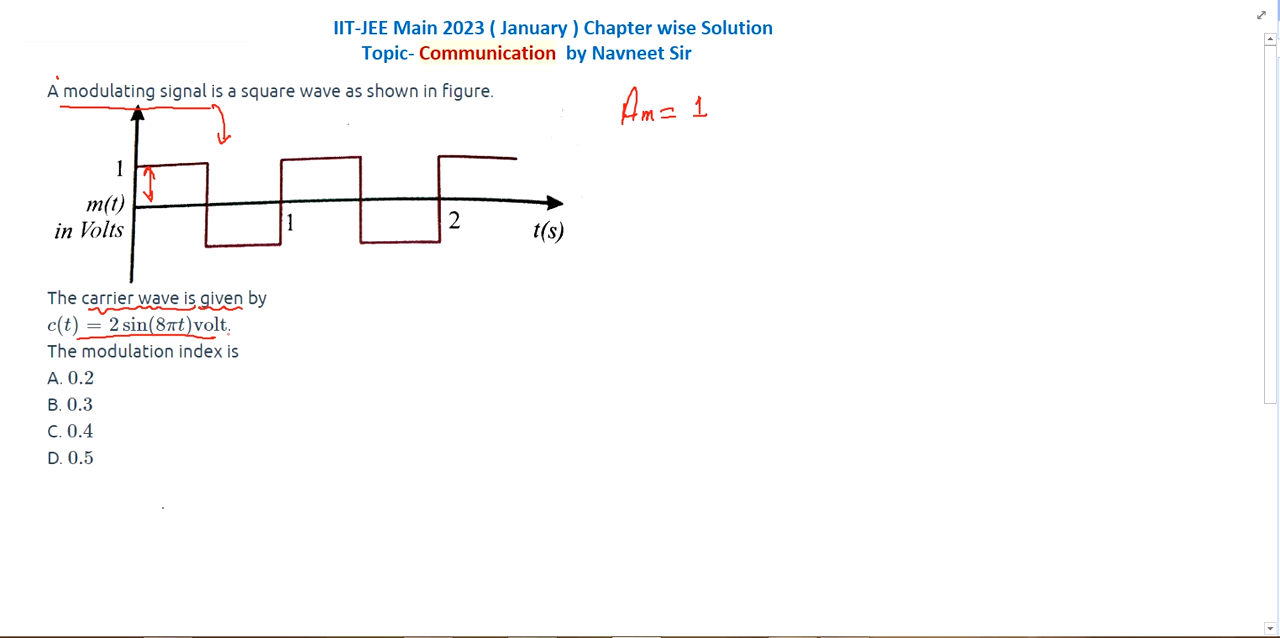 IIT-JEE Main 2023 ( January ) Chapter wise Solution
Topic- Communication by Navneet Sir
A modulating signal is a square wave as shown in figure.
Am = 1
1
m(t)
in Volts
1
2
t(s)
The carrier wave is given by
c(t) = 2 sin(8πt)volt.
The modulation index is
A. 0.2
B. 0.3
C. 0.4
D. 0.5